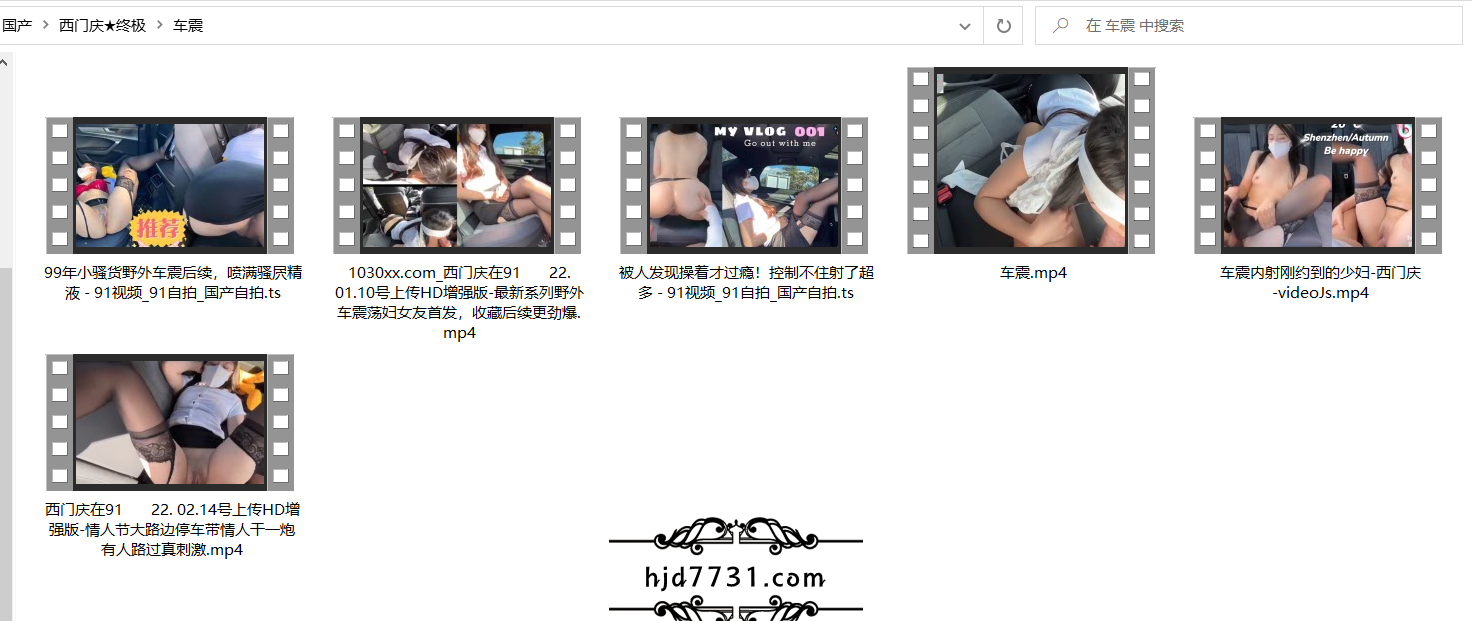 国产 > 西门庆★终极 > 车震
在 车震 中搜索
推荐
99年小骚货野外车震后续，喷满骚屄精
液 - 91视频_91自拍_国产自拍.ts
1030xx.com_西门庆在91 22.
01.10号上传HD增强版-最新系列野外
车震荡妇女友首发，收藏后续更劲爆.
mp4
MY VLOG 001
Go out with me
被人发现操着才过瘾！控制不住射了超
多 - 91视频_91自拍_国产自拍.ts
车震.mp4
Shenzhen/Autumn
Be happy
车震内射刚约到的少妇-西门庆
-videoJs.mp4
西门庆在91 22. 02.14号上传HD增
强版-情人节大路边停车带情人干一炮
有人路过真刺激.mp4
hjd7731.com